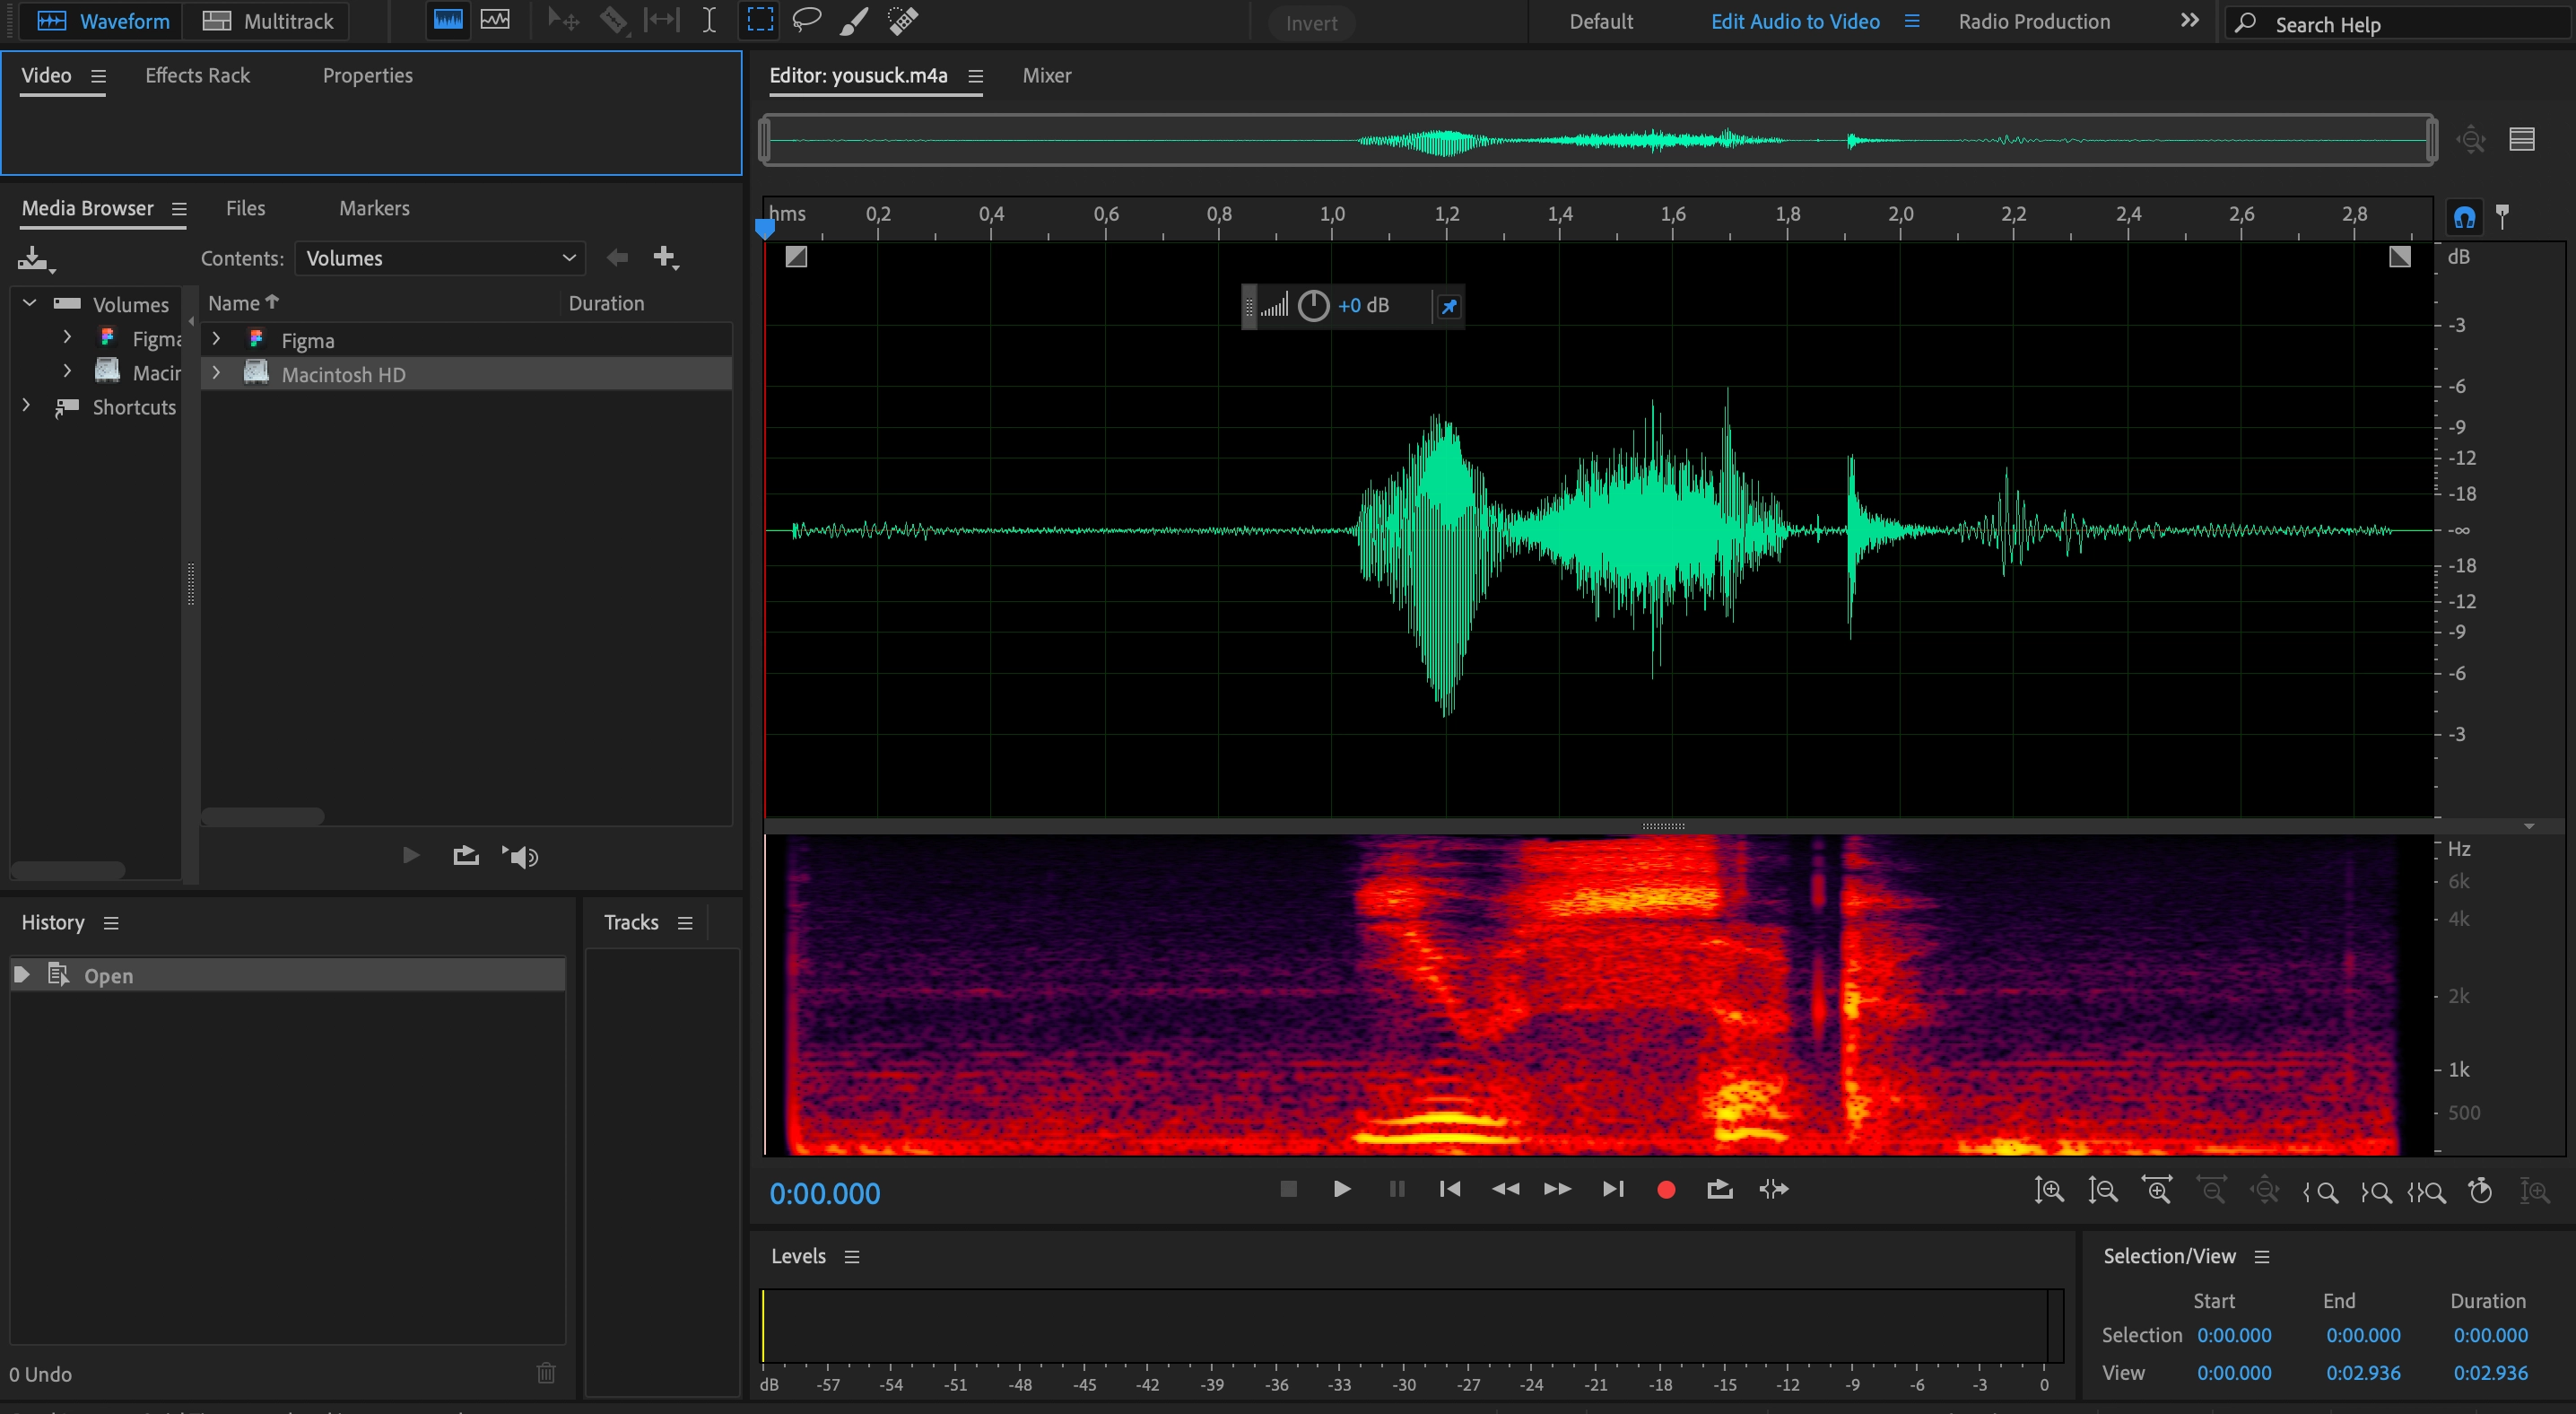 Waveform Multitrack Invert Default Edit Audio to Video Radio Production Search Help
Video Effects Rack Properties
Editor: yousuck.m4a Mixer
Media Browser Files Markers
Contents: Volumes
Volumes
Figma
Macin
Shortcuts
Name Duration
Figma
Macintosh HD
hms 0,2 0,4 0,6 0,8 1,0 1,2 1,4 1,6 1,8 2,0 2,2 2,4 2,6 2,8
+0 dB
dB
-3
-6
-9
-12
-18
-∞
-18
-12
-9
-6
-3
Hz
6k
4k
2k
1k
500
History
Open
0 Undo
Tracks
0:00.000
Levels
dB -57 -54 -51 -48 -45 -42 -39 -36 -33 -30 -27 -24 -21 -18 -15 -12 -9 -6 -3 0
Selection/View
Start End Duration
Selection 0:00.000 0:00.000 0:00.000
View 0:00.000 0:02.936 0:02.936